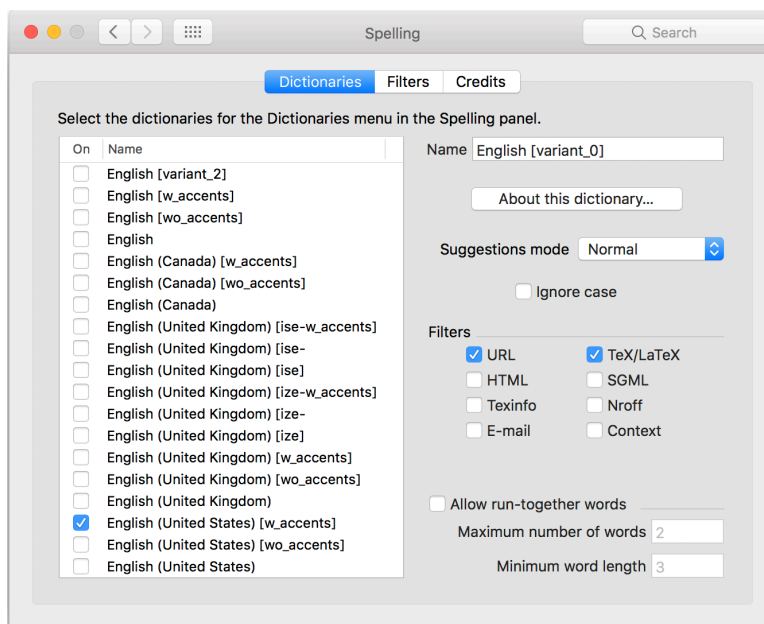 Spelling
Search
Dictionaries Filters Credits
Select the dictionaries for the Dictionaries menu in the Spelling panel.
On Name
English [variant_2]
English [w_accents]
English [wo_accents]
English
English (Canada) [w_accents]
English (Canada) [wo_accents]
English (Canada)
English (United Kingdom) [ise-w_accents]
English (United Kingdom) [ise-
English (United Kingdom) [ise]
English (United Kingdom) [ize-w_accents]
English (United Kingdom) [ize-
English (United Kingdom) [ize]
English (United Kingdom) [w_accents]
English (United Kingdom) [wo_accents]
English (United Kingdom)
English (United States) [w_accents]
English (United States) [wo_accents]
English (United States)
Name English [variant_0]
About this dictionary...
Suggestions mode Normal
Ignore case
Filters
URL TeX/LaTeX
HTML SGML
Texinfo Nroff
E-mail Context
Allow run-together words
Maximum number of words 2
Minimum word length 3